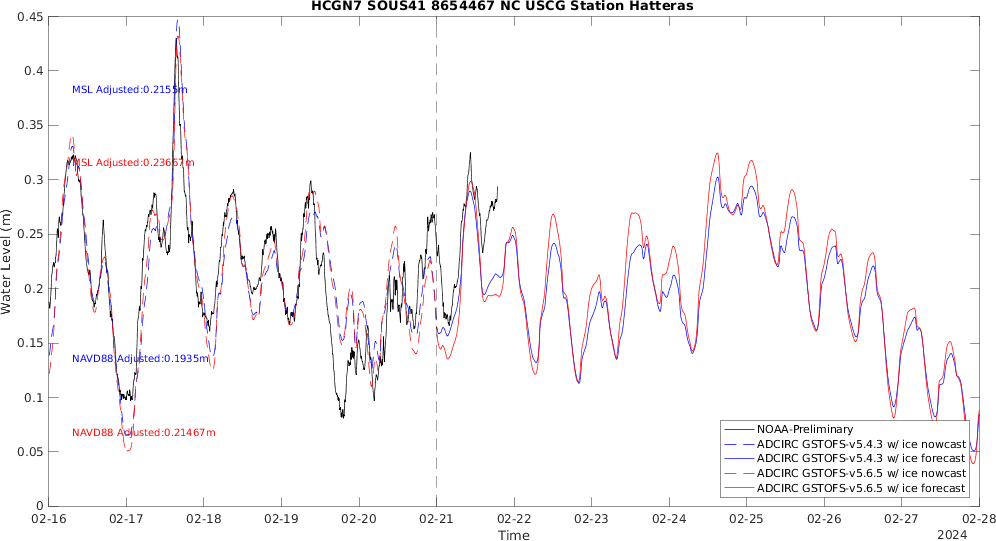 HCGN7 SOUS41 8654467 NC USCG Station Hatteras
Water Level (m)
0.45
0.4
0.35
0.3
0.25
0.2
0.15
0.1
0.05
0
MSL Adjusted:0.2155m
MSL Adjusted:0.23667m
NAVD88 Adjusted:0.1935m
NAVD88 Adjusted:0.21467m
NOAA-Preliminary
ADCIRC GSTOFS-v5.4.3 w/ ice nowcast
ADCIRC GSTOFS-v5.4.3 w/ ice forecast
ADCIRC GSTOFS-v5.6.5 w/ ice nowcast
ADCIRC GSTOFS-v5.6.5 w/ ice forecast
02-16 02-17 02-18 02-19 02-20 02-21 02-22 02-23 02-24 02-25 02-26 02-27 02-28
Time
2024